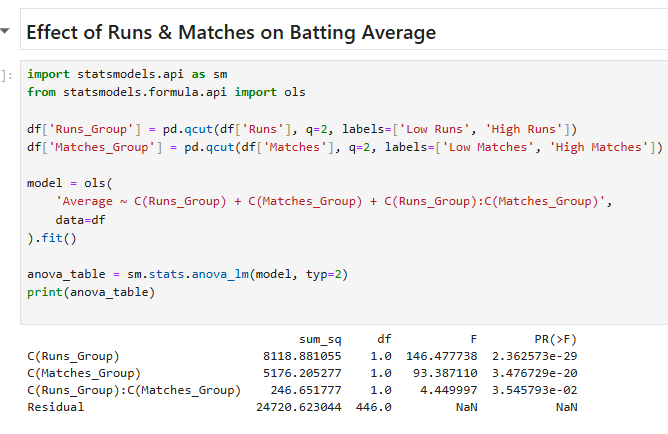 Effect of Runs & Matches on Batting Average
]:
import statsmodels.api as sm
from statsmodels.formula.api import ols
df['Runs_Group'] = pd.qcut(df['Runs'], q=2, labels=['Low Runs', 'High Runs'])
df['Matches_Group'] = pd.qcut(df['Matches'], q=2, labels=['Low Matches', 'High Matches'])
model = ols(
    'Average ~ C(Runs_Group) + C(Matches_Group) + C(Runs_Group):C(Matches_Group)',
    data=df
).fit()
anova_table = sm.stats.anova_lm(model, typ=2)
print(anova_table)
sum_sq df F PR(>F)
C(Runs_Group) 8118.881055 1.0 146.477738 2.362573e-29
C(Matches_Group) 5176.205277 1.0 93.387110 3.476729e-20
C(Runs_Group):C(Matches_Group) 246.651777 1.0 4.449997 3.545793e-02
Residual 24720.623044 446.0 NaN NaN